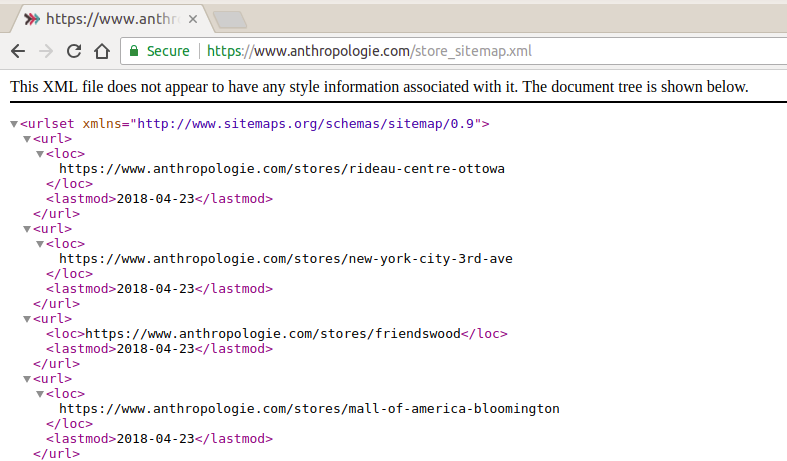 https://www.anthro
Secure https://www.anthropologie.com/store_sitemap.xml
This XML file does not appear to have any style information associated with it. The document tree is shown below.
<urlset xmlns="http://www.sitemaps.org/schemas/sitemap/0.9">
<url>
<loc>
https://www.anthropologie.com/stores/rideau-centre-ottowa
</loc>
<lastmod>2018-04-23</lastmod>
</url>
<url>
<loc>
https://www.anthropologie.com/stores/new-york-city-3rd-ave
</loc>
<lastmod>2018-04-23</lastmod>
</url>
<url>
<loc>https://www.anthropologie.com/stores/friendswood</loc>
<lastmod>2018-04-23</lastmod>
</url>
<url>
<loc>
https://www.anthropologie.com/stores/mall-of-america-bloomington
</loc>
<lastmod>2018-04-23</lastmod>
</url>